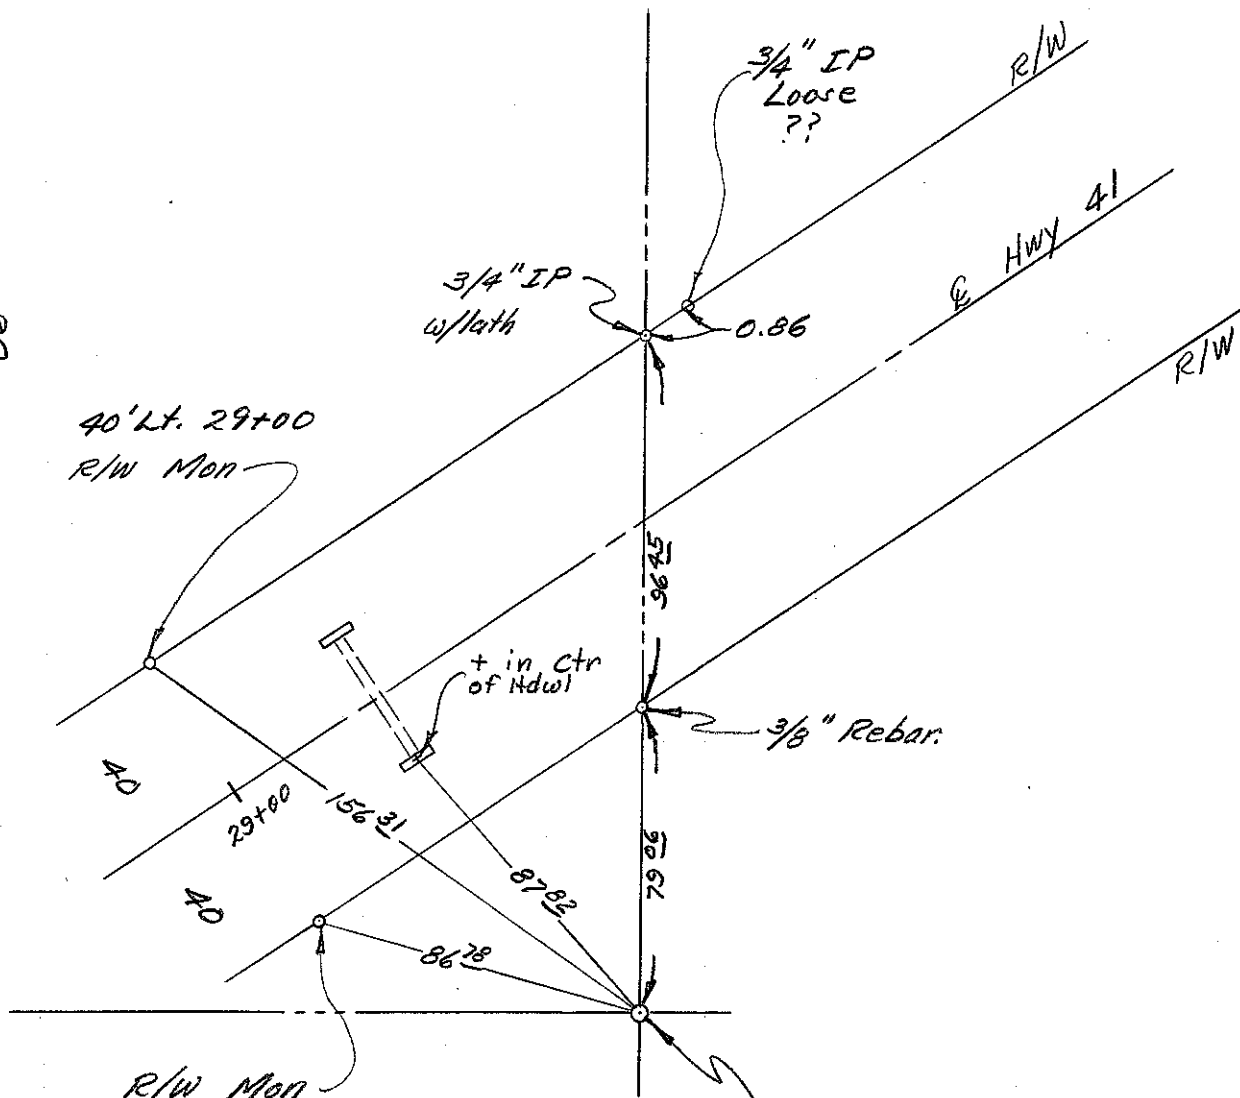 3/4" IP
Loose
??
R/W
℄ Hwy 41
R/W
3/4" IP
w/lath
0.86
40' Lt. 29+00
R/W Mon
96 45
+ in Ctr
of Hdwl
3/8" Rebar.
40
29+00
156 31
87 82
79 06
40
86 78
R/W Mon